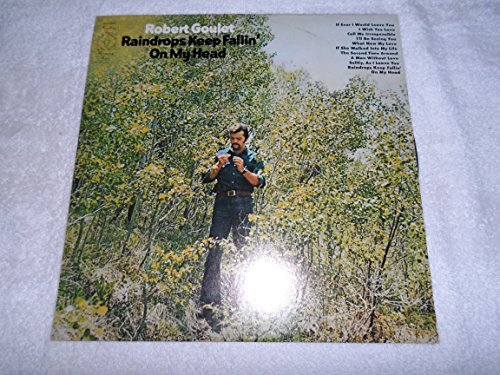 Robert Goulet
Raindrops Keep Fallin'
On My Head
If Ever I Would Leave You
I Wish You Love
Call Me Irresponsible
I'll Be Seeing You
What Now My Love
If She Walked Into My Life
The Second Time Around
A Man Without Love
Softly, As I Leave You
Raindrops Keep Fallin'
On My Head